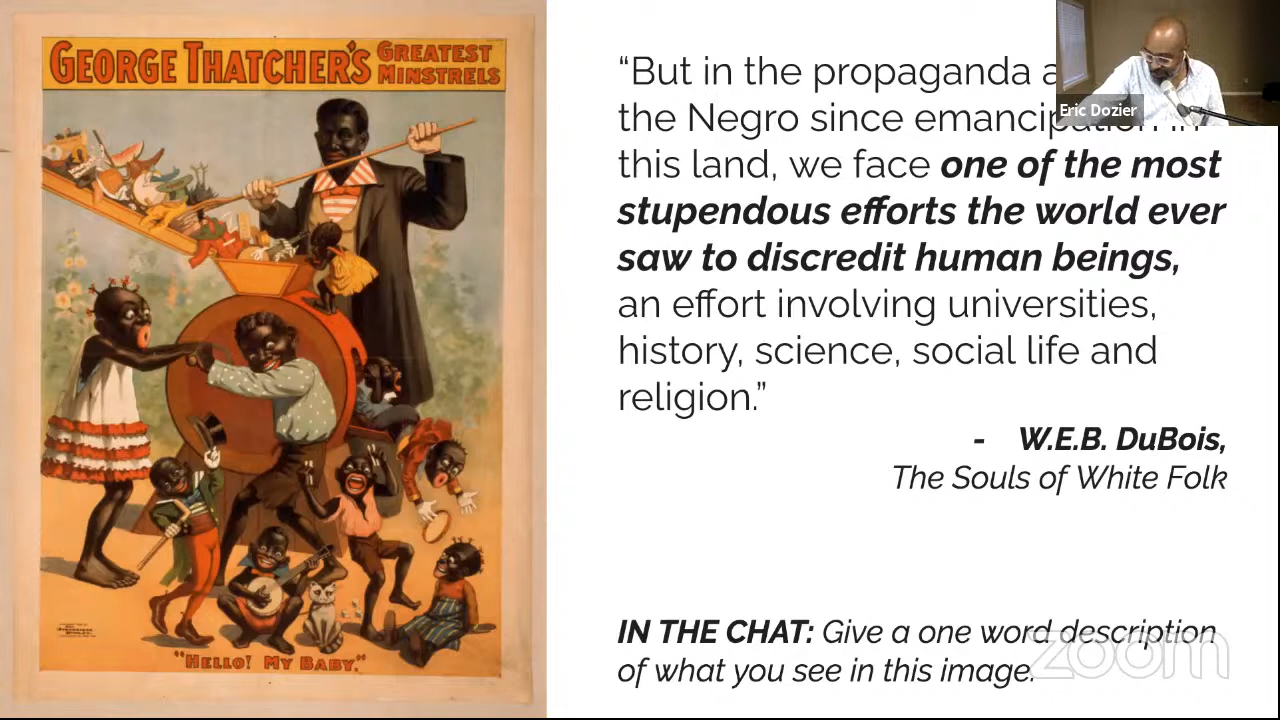 GEORGE THATCHER'S GREATEST MINSTRELS
"HELLO! MY BABY."
“But in the propaganda a
the Negro since emancipation in
this land, we face one of the most
stupendous efforts the world ever
saw to discredit human beings,
an effort involving universities,
history, science, social life and
religion.”
- W.E.B. DuBois,
The Souls of White Folk
IN THE CHAT: Give a one word description
of what you see in this image.
Eric Dozier
zoom